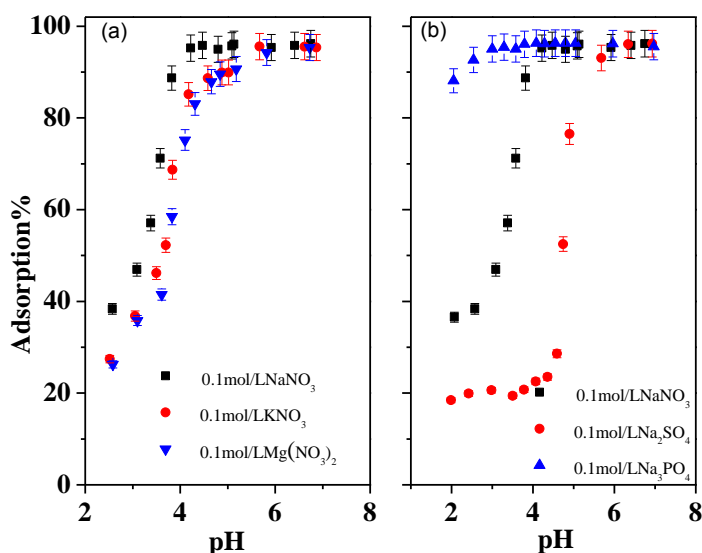 (a)
(b)
Adsorption%
100
80
60
40
20
0
0.1mol/LNaNO₃
0.1mol/LKNO₃
0.1mol/LMg(NO₃)₂
0.1mol/LNaNO₃
0.1mol/LNa₂SO₄
0.1mol/LNa₃PO₄
2 4 6 8
2 4 6 8
pH
pH